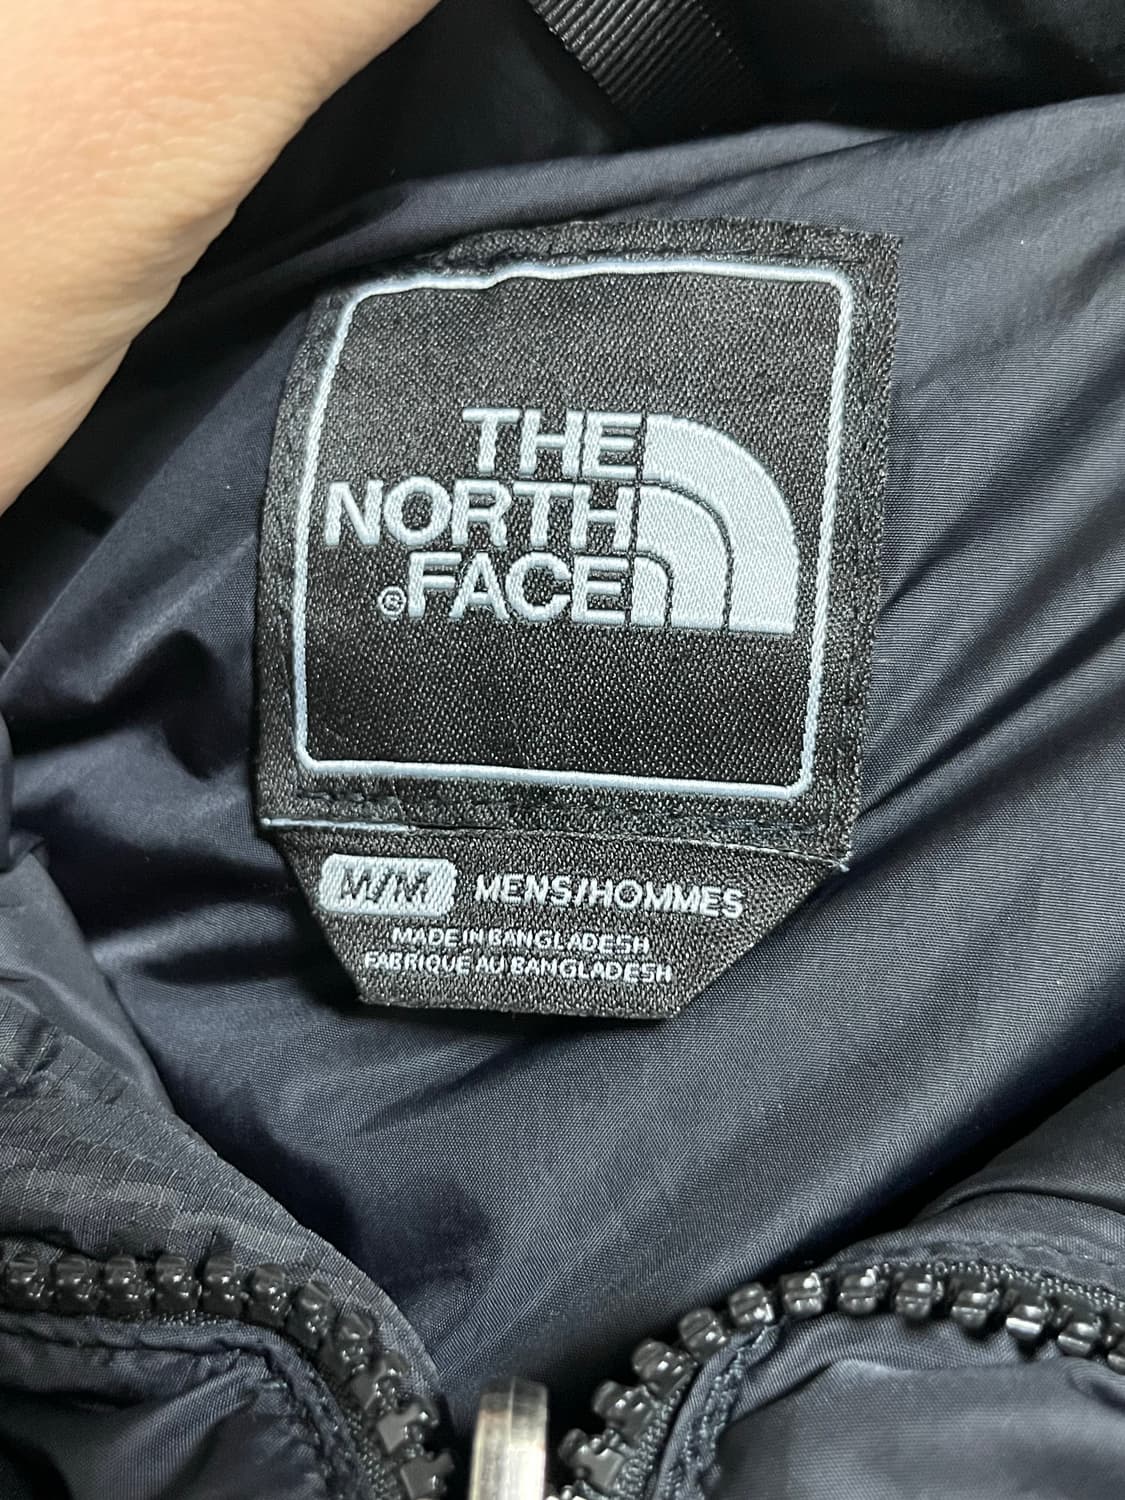 THE
NORTH
®FACE
M/M MENS/HOMMES
MADE IN BANGLADESH
FABRIQUE AU BANGLADESH